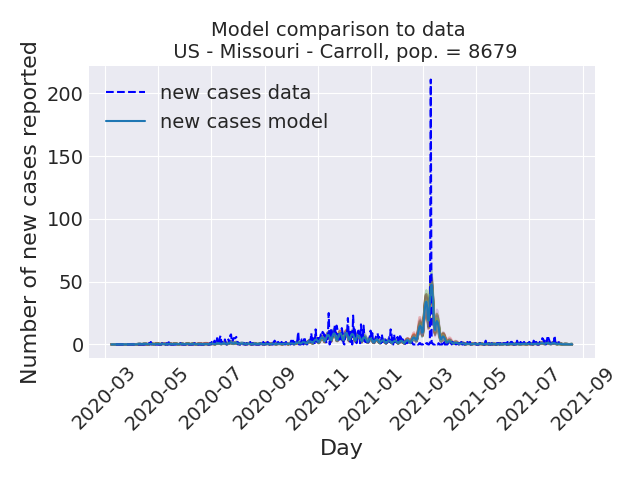 Model comparison to data
US - Missouri - Carroll, pop. = 8679
Number of new cases reported
200
150
100
50
0
new cases data
new cases model
2020-03
2020-05
2020-07
2020-09
2020-11
2021-01
2021-03
2021-05
2021-07
2021-09
Day